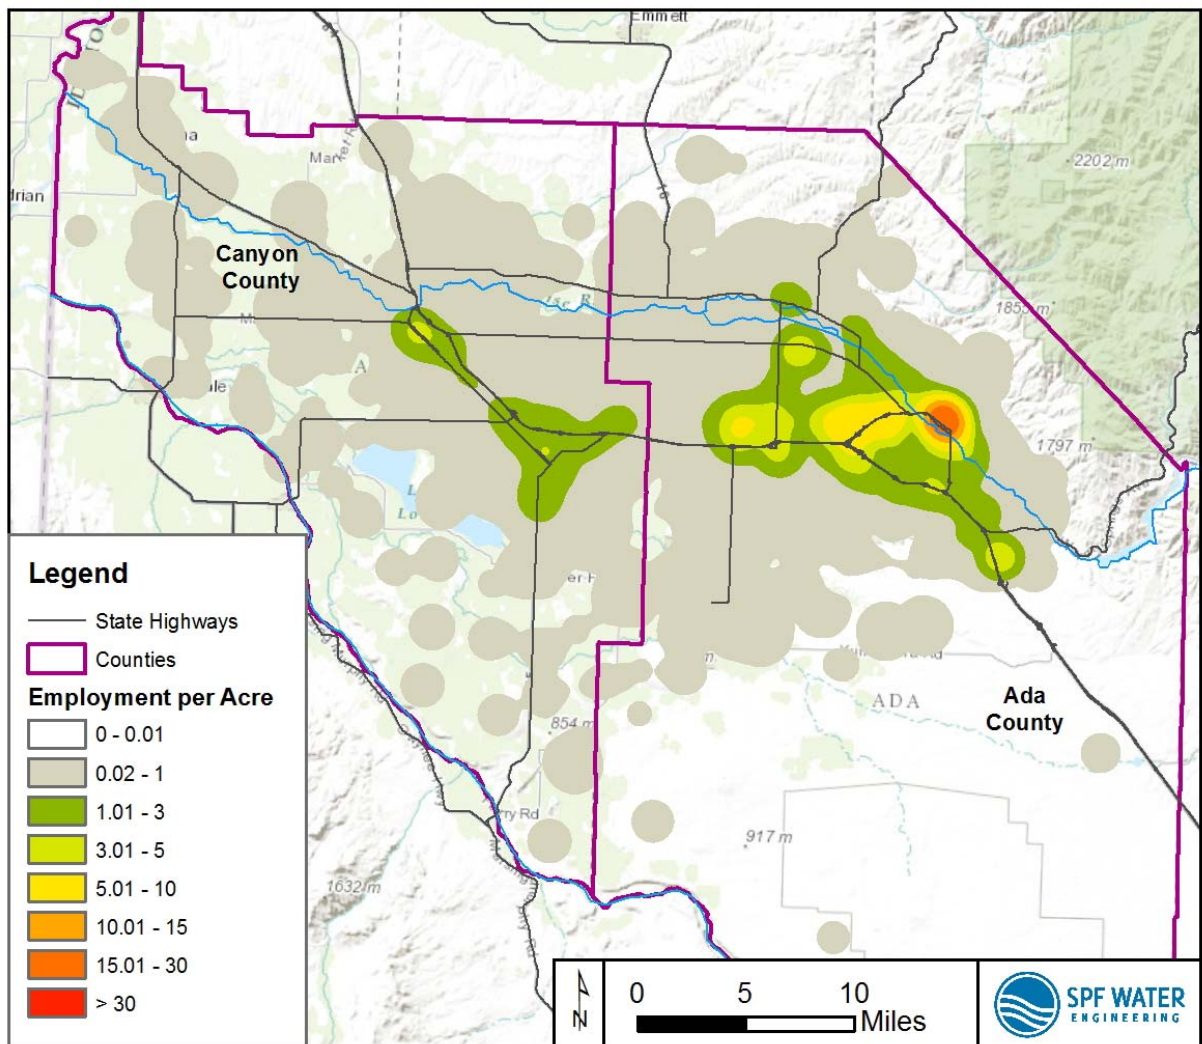 Emmett
2202 m
drian
Canyon
County
16
1855 m
A
1797 m
Legend
State Highways
Counties
Employment per Acre
0 - 0.01
0.02 - 1
1.01 - 3
3.01 - 5
5.01 - 10
10.01 - 15
15.01 - 30
> 30
ADA
Ada
County
854 m
rry Rd
917 m
1632 m
N
0 5 10
Miles
SPF WATER
ENGINEERING